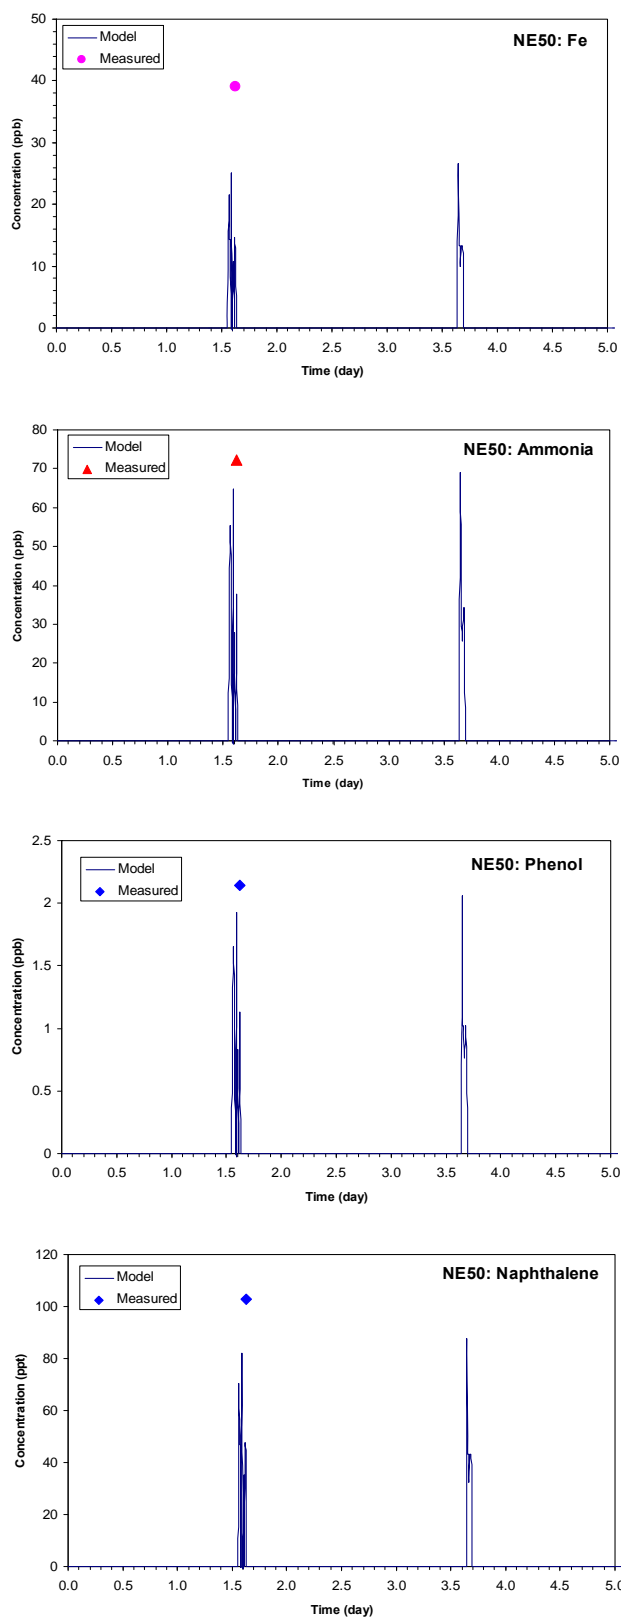 NE50: Fe
Model
Measured
Concentration (ppb)
50
40
30
20
10
0
0.0 0.5 1.0 1.5 2.0 2.5 3.0 3.5 4.0 4.5 5.0
Time (day)
NE50: Ammonia
Model
Measured
Concentration (ppb)
80
70
60
50
40
30
20
10
0
0.0 0.5 1.0 1.5 2.0 2.5 3.0 3.5 4.0 4.5 5.0
Time (day)
NE50: Phenol
Model
Measured
Concentration (ppb)
2.5
2
1.5
1
0.5
0
0.0 0.5 1.0 1.5 2.0 2.5 3.0 3.5 4.0 4.5 5.0
Time (day)
NE50: Naphthalene
Model
Measured
Concentration (ppt)
120
100
80
60
40
20
0
0.0 0.5 1.0 1.5 2.0 2.5 3.0 3.5 4.0 4.5 5.0
Time (day)